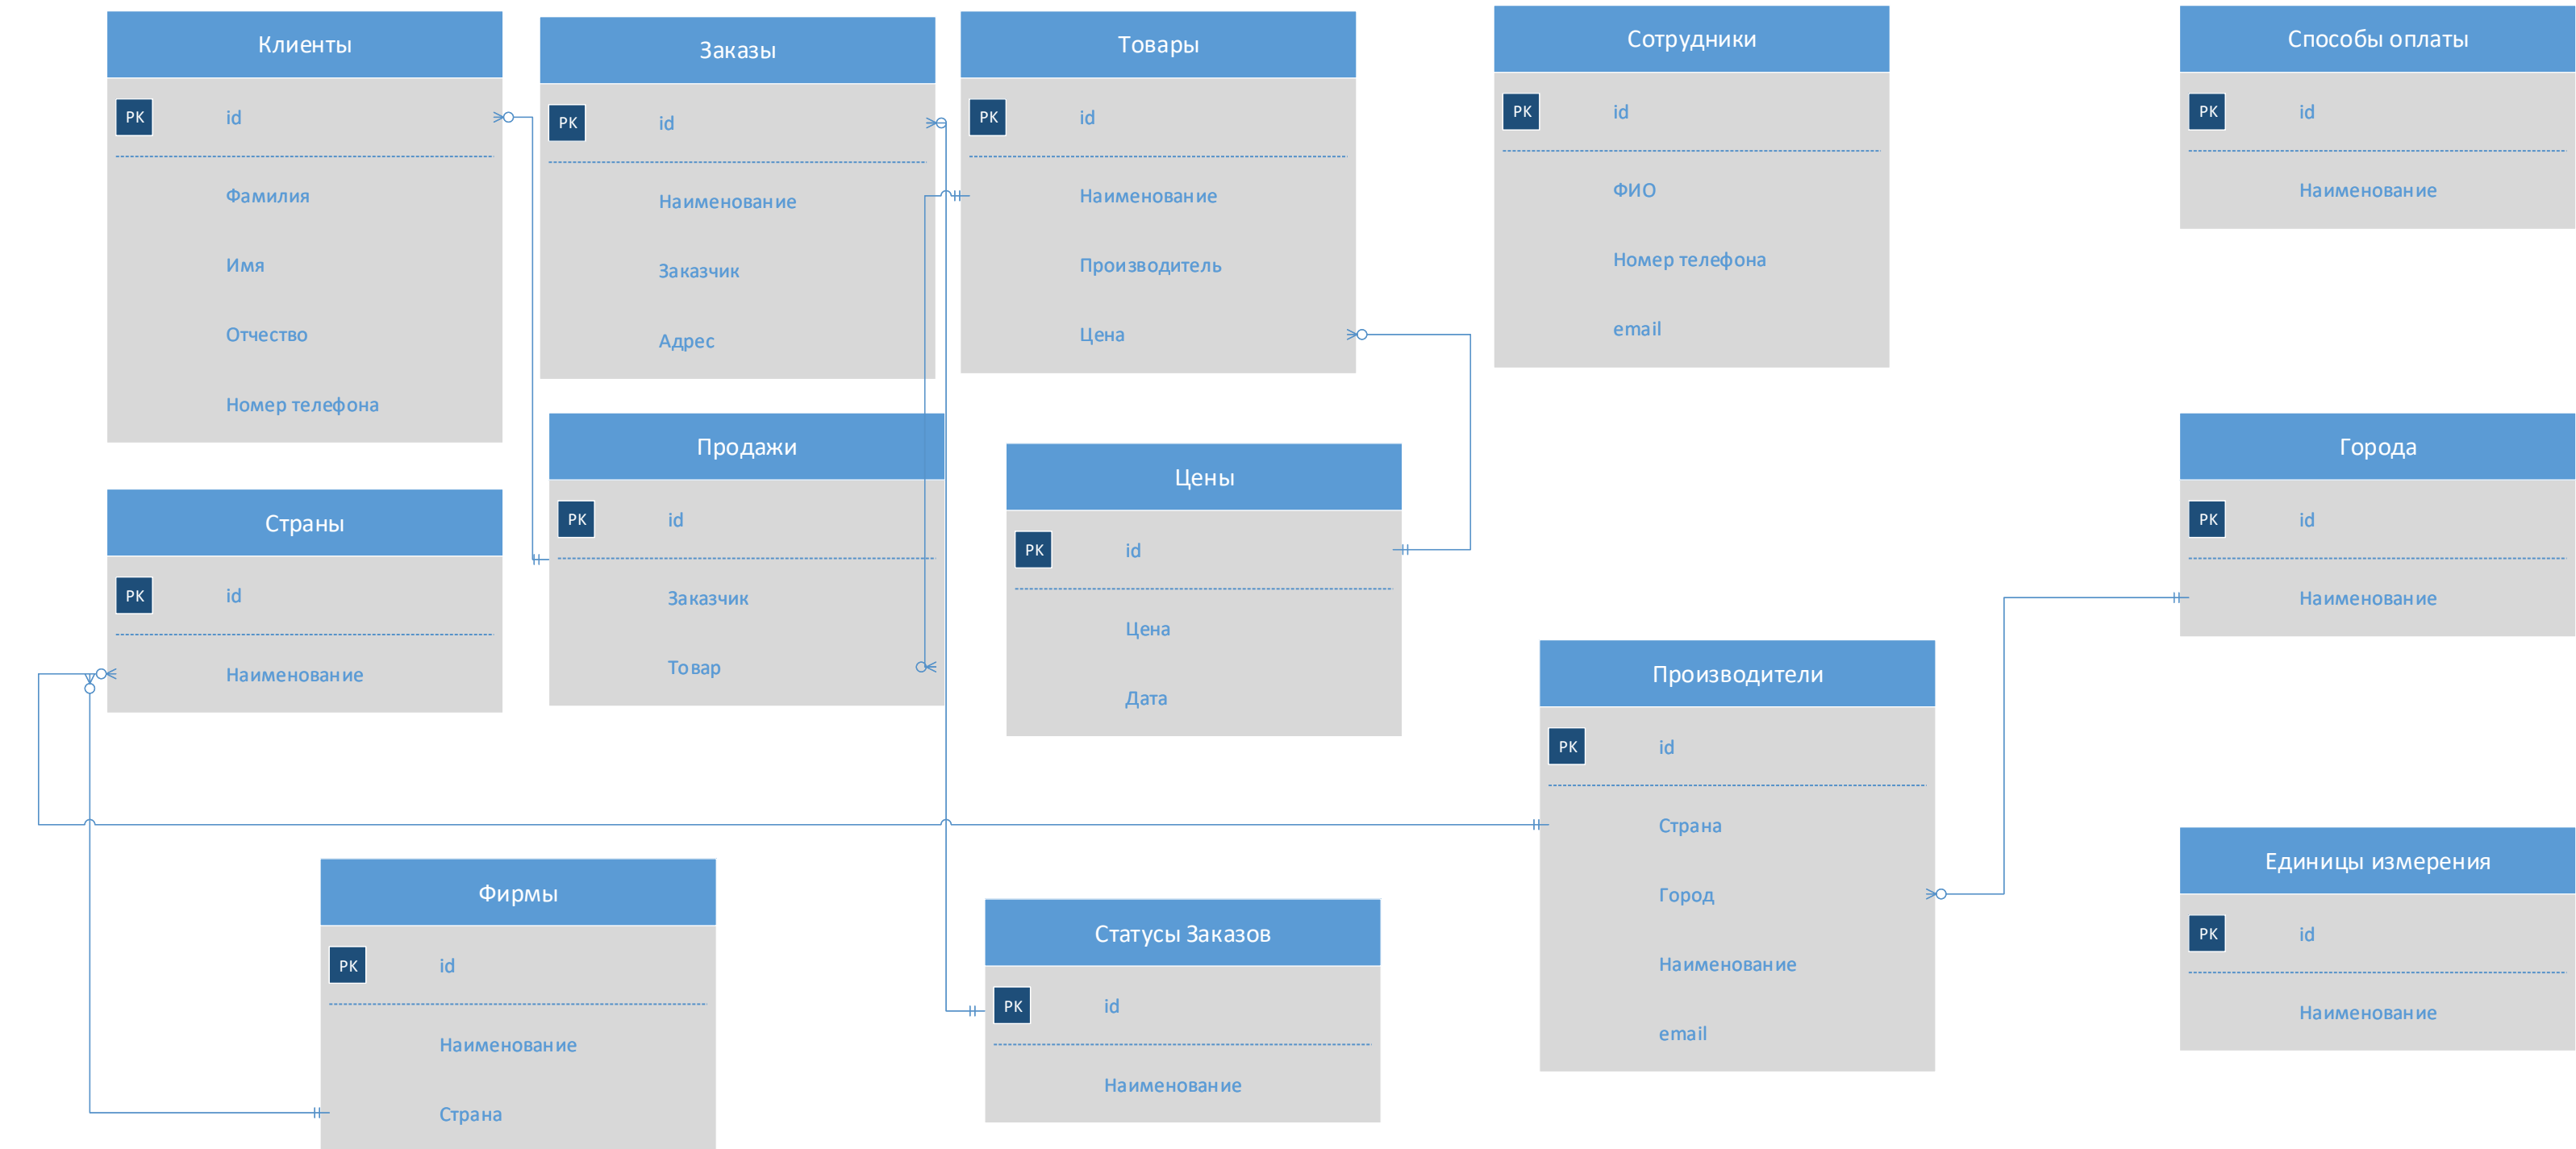 Клиенты
PK id
Фамилия
Имя
Отчество
Номер телефона
Заказы
PK id
Наименование
Заказчик
Адрес
Товары
PK id
Наименование
Производитель
Цена
Сотрудники
PK id
ФИО
Номер телефона
email
Способы оплаты
PK id
Наименование
Страны
PK id
Наименование
Продажи
PK id
Заказчик
Товар
Цены
PK id
Цена
Дата
Города
PK id
Наименование
Производители
PK id
Страна
Город
Наименование
email
Фирмы
PK id
Наименование
Страна
Статусы Заказов
PK id
Наименование
Единицы измерения
PK id
Наименование